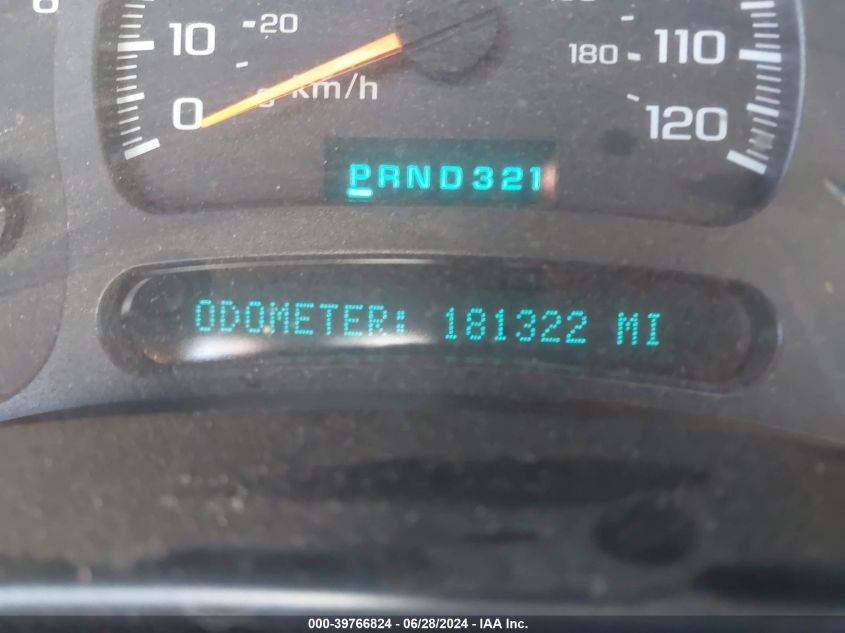 10 20
180 110
0 km/h
120
PRND321
ODOMETER: 181322 MI
000-39766824 / 06/28/2024 - IAA Inc.